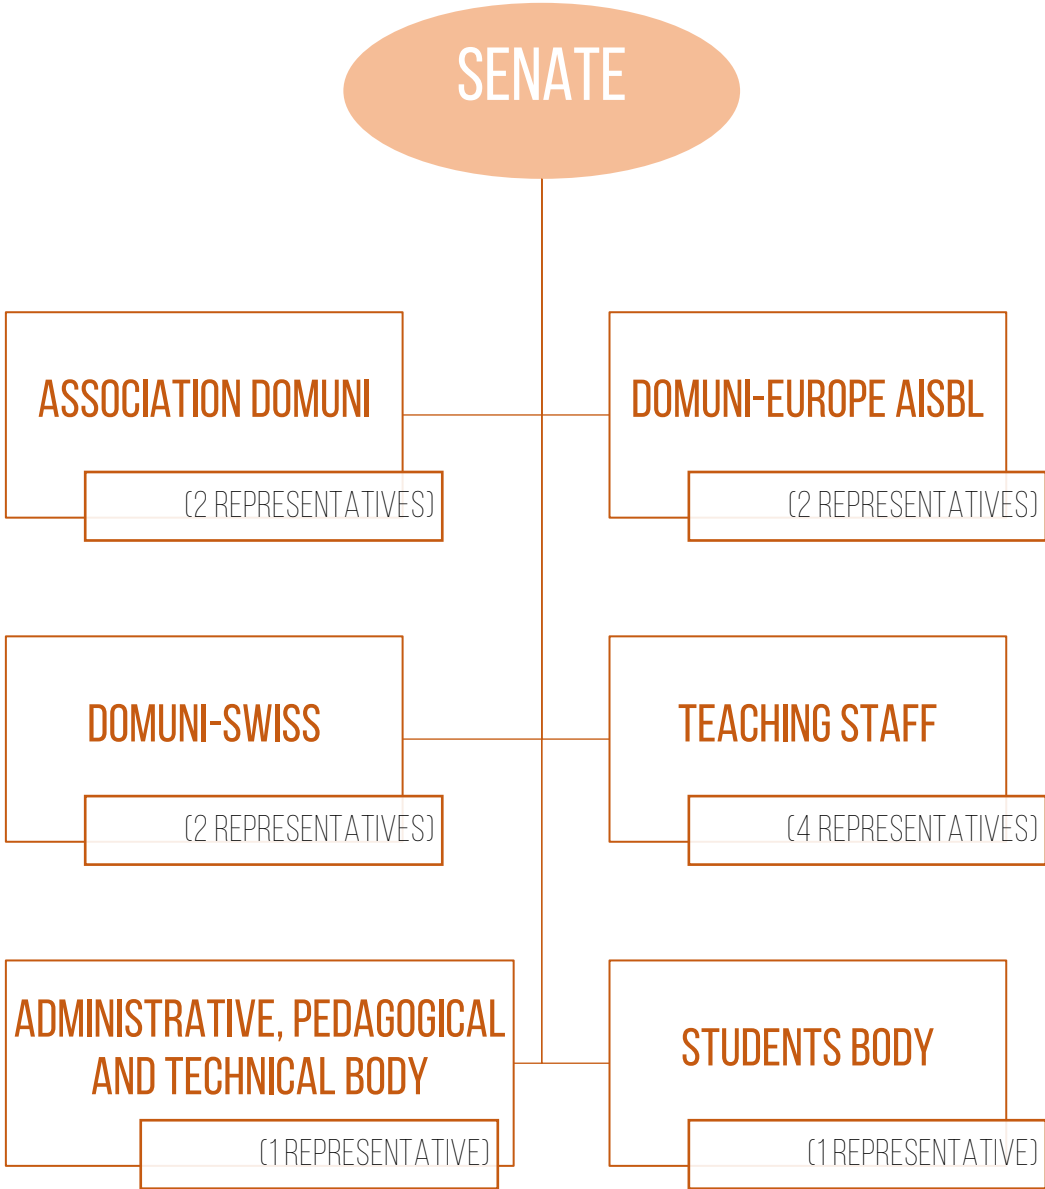 SENATE
ASSOCIATION DOMUNI
(2 REPRESENTATIVES)
DOMUNI-EUROPE AISBL
(2 REPRESENTATIVES)
DOMUNI-SWISS
(2 REPRESENTATIVES)
TEACHING STAFF
(4 REPRESENTATIVES)
ADMINISTRATIVE, PEDAGOGICAL
AND TECHNICAL BODY
(1 REPRESENTATIVE)
STUDENTS BODY
(1 REPRESENTATIVE)